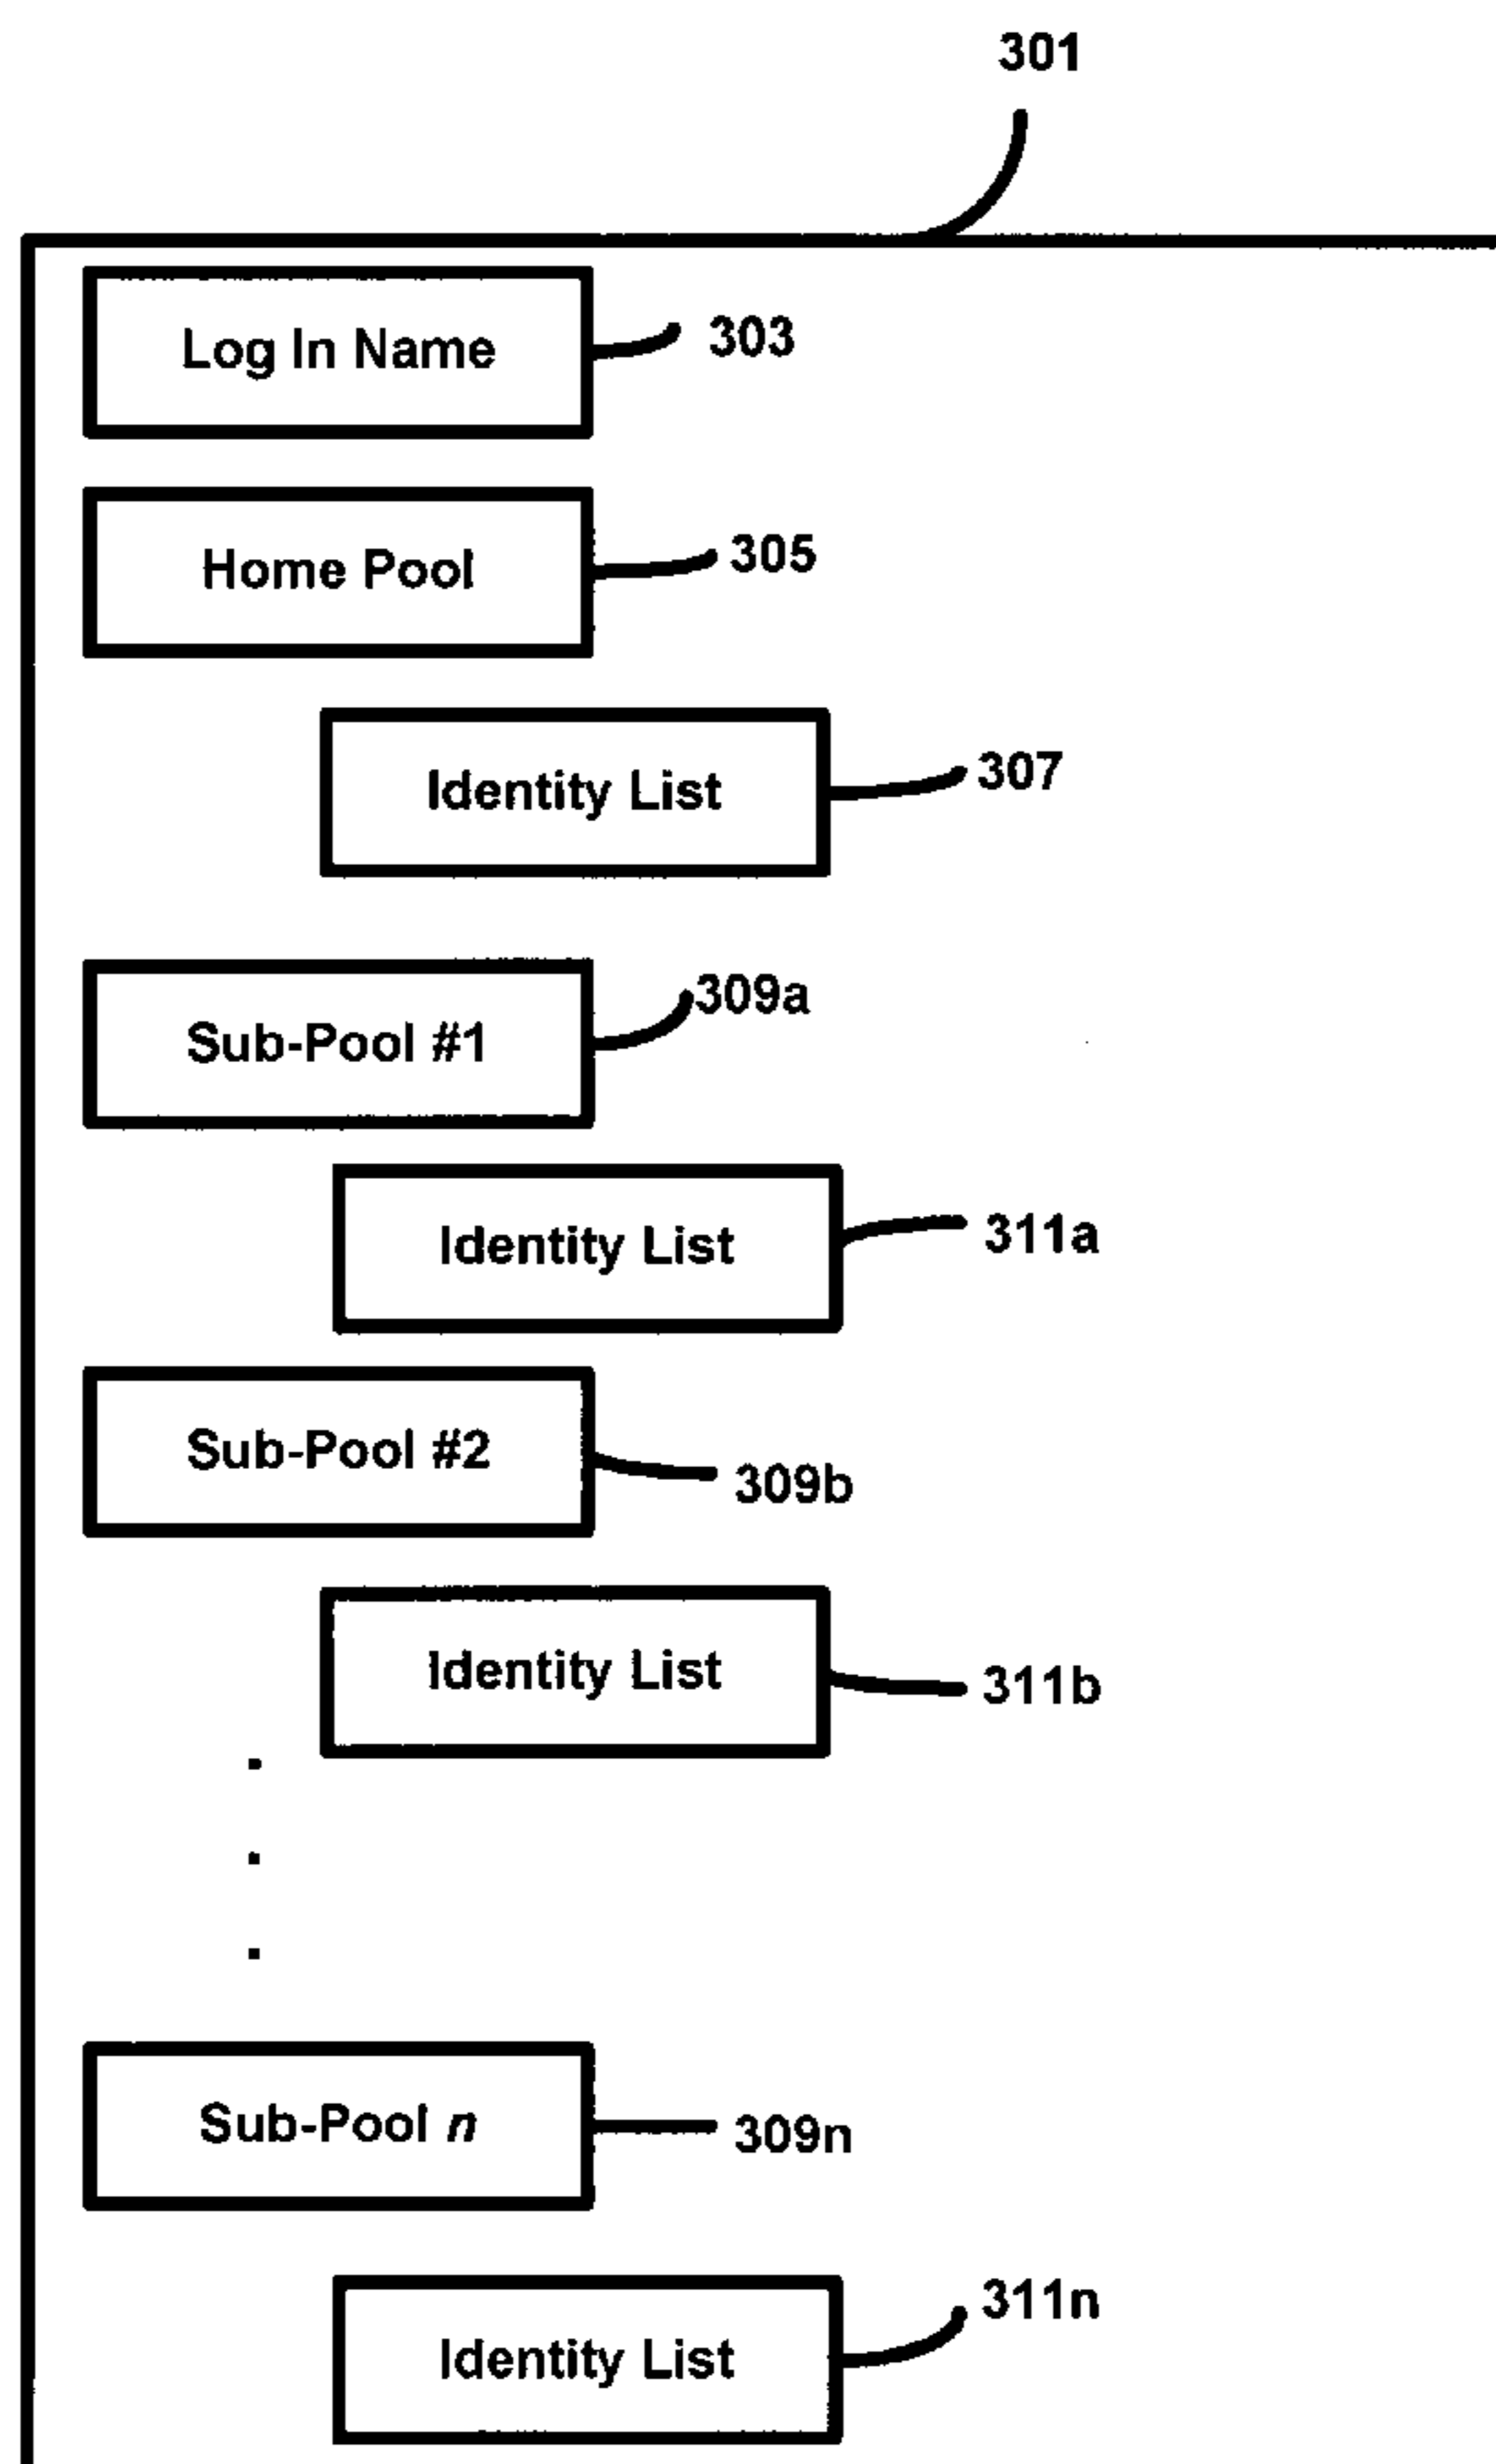 301
Log In Name 303
Home Pool 305
Identity List 307
Sub-Pool #1 309a
Identity List 311a
Sub-Pool #2 309b
Identity List 311b
.
.
.
Sub-Pool n 309n
Identity List 311n